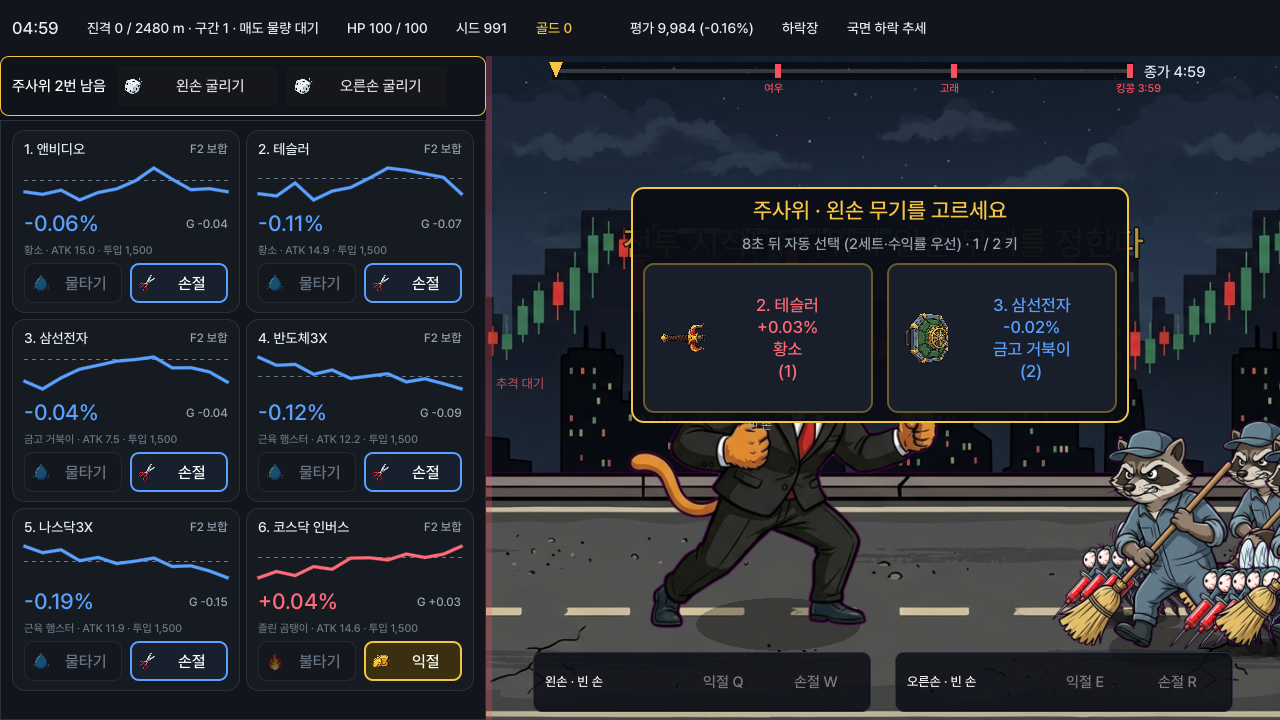 04:59 진격 0 / 2480 m · 구간 1 · 매도 물량 대기 HP 100 / 100 시드 991 골드 0 평가 9,984 (-0.16%) 하락장 국면 하락 추세
주사위 2번 남음 왼손 굴리기 오른손 굴리기
1. 앤비디오 F2 보합
-0.06% G -0.04
황소 · ATK 15.0 · 투입 1,500
물타기 손절
2. 테슬러 F2 보합
-0.11% G -0.07
황소 · ATK 14.9 · 투입 1,500
물타기 손절
3. 삼선전자 F2 보합
-0.04% G -0.04
금고 거북이 · ATK 7.5 · 투입 1,500
물타기 손절
4. 반도체3X F2 보합
-0.12% G -0.09
근육 햄스터 · ATK 12.2 · 투입 1,500
물타기 손절
5. 나스닥3X F2 보합
-0.19% G -0.15
근육 햄스터 · ATK 11.9 · 투입 1,500
물타기 손절
6. 코스닥 인버스 F2 보합
+0.04% G +0.03
졸린 곰탱이 · ATK 14.6 · 투입 1,500
불타기 익절
종가 4:59
여우 고래 킹콩 3:59
주사위 · 왼손 무기를 고르세요
8초 뒤 자동 선택 (2세트·수익률 우선) · 1 / 2 키
2. 테슬러
+0.03%
황소
(1)
3. 삼선전자
-0.02%
금고 거북이
(2)
추격 대기
왼손 · 빈 손 익절 Q 손절 W
오른손 · 빈 손 익절 E 손절 R